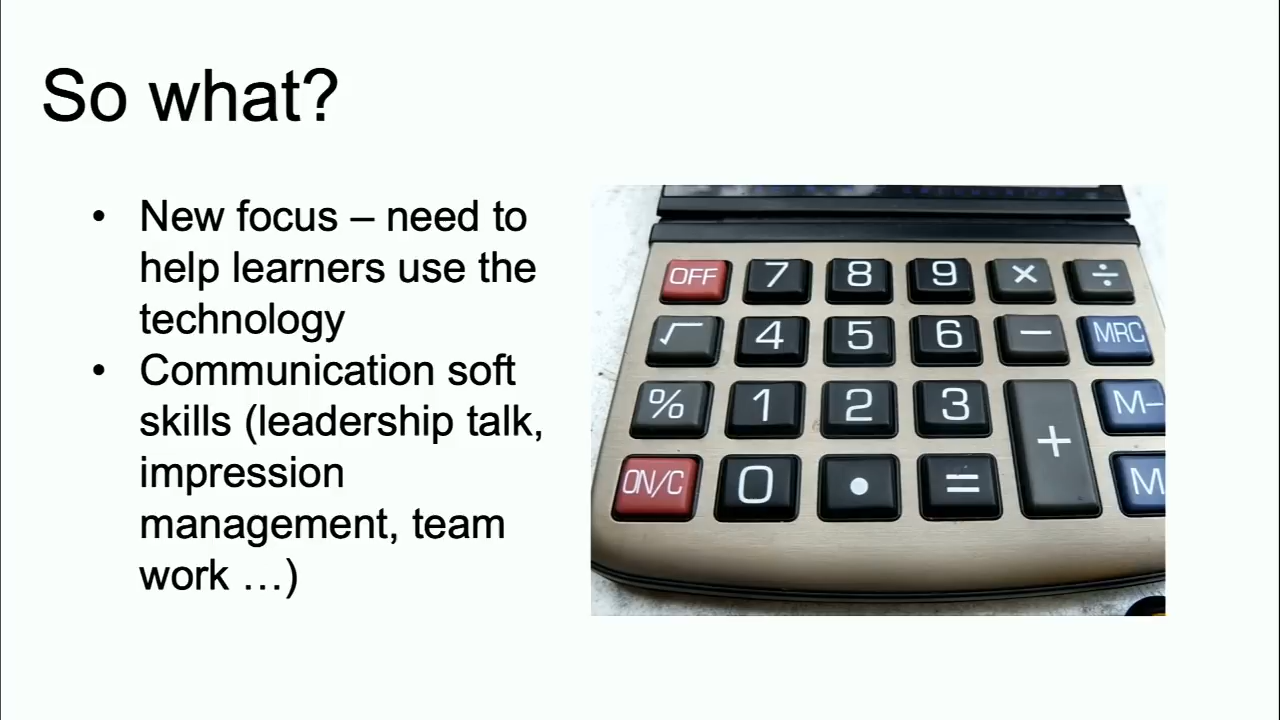 So what?
• New focus – need to
help learners use the
technology
• Communication soft
skills (leadership talk,
impression
management, team
work …)
OFF 7 8 9 × ÷
√ 4 5 6 − MRC
% 1 2 3 + M−
ON/C 0 • = M